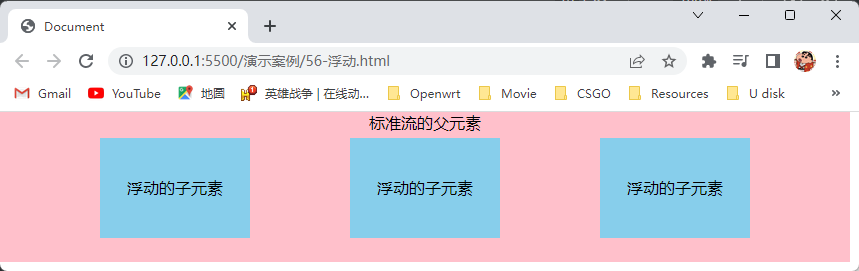 Document
127.0.0.1:5500/演示案例/56-浮动.html
Gmail YouTube 地图 英雄战争 | 在线动... Openwrt Movie CSGO Resources U disk
标准流的父元素
浮动的子元素 浮动的子元素 浮动的子元素